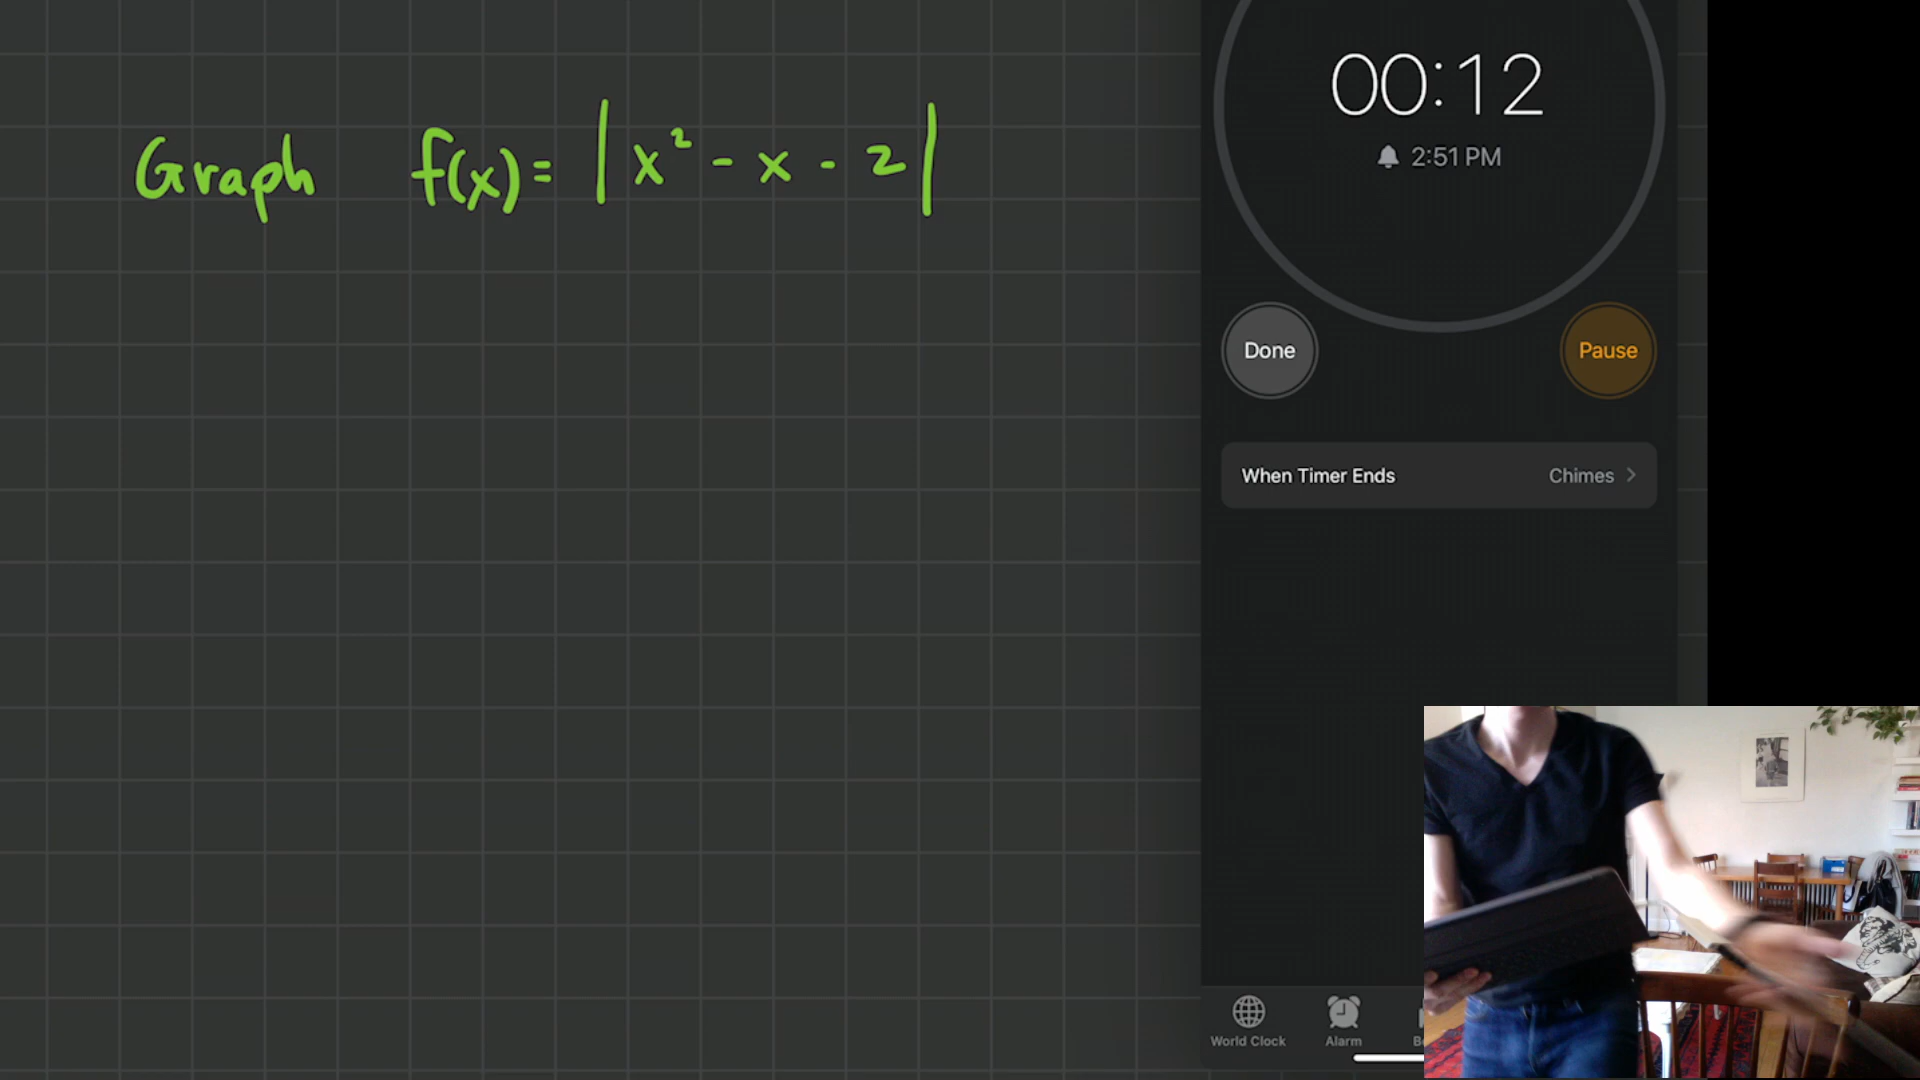 Graph f(x) = | x² - x - 2 |
00:12
2:51 PM
Done
Pause
When Timer Ends
Chimes
World Clock
Alarm